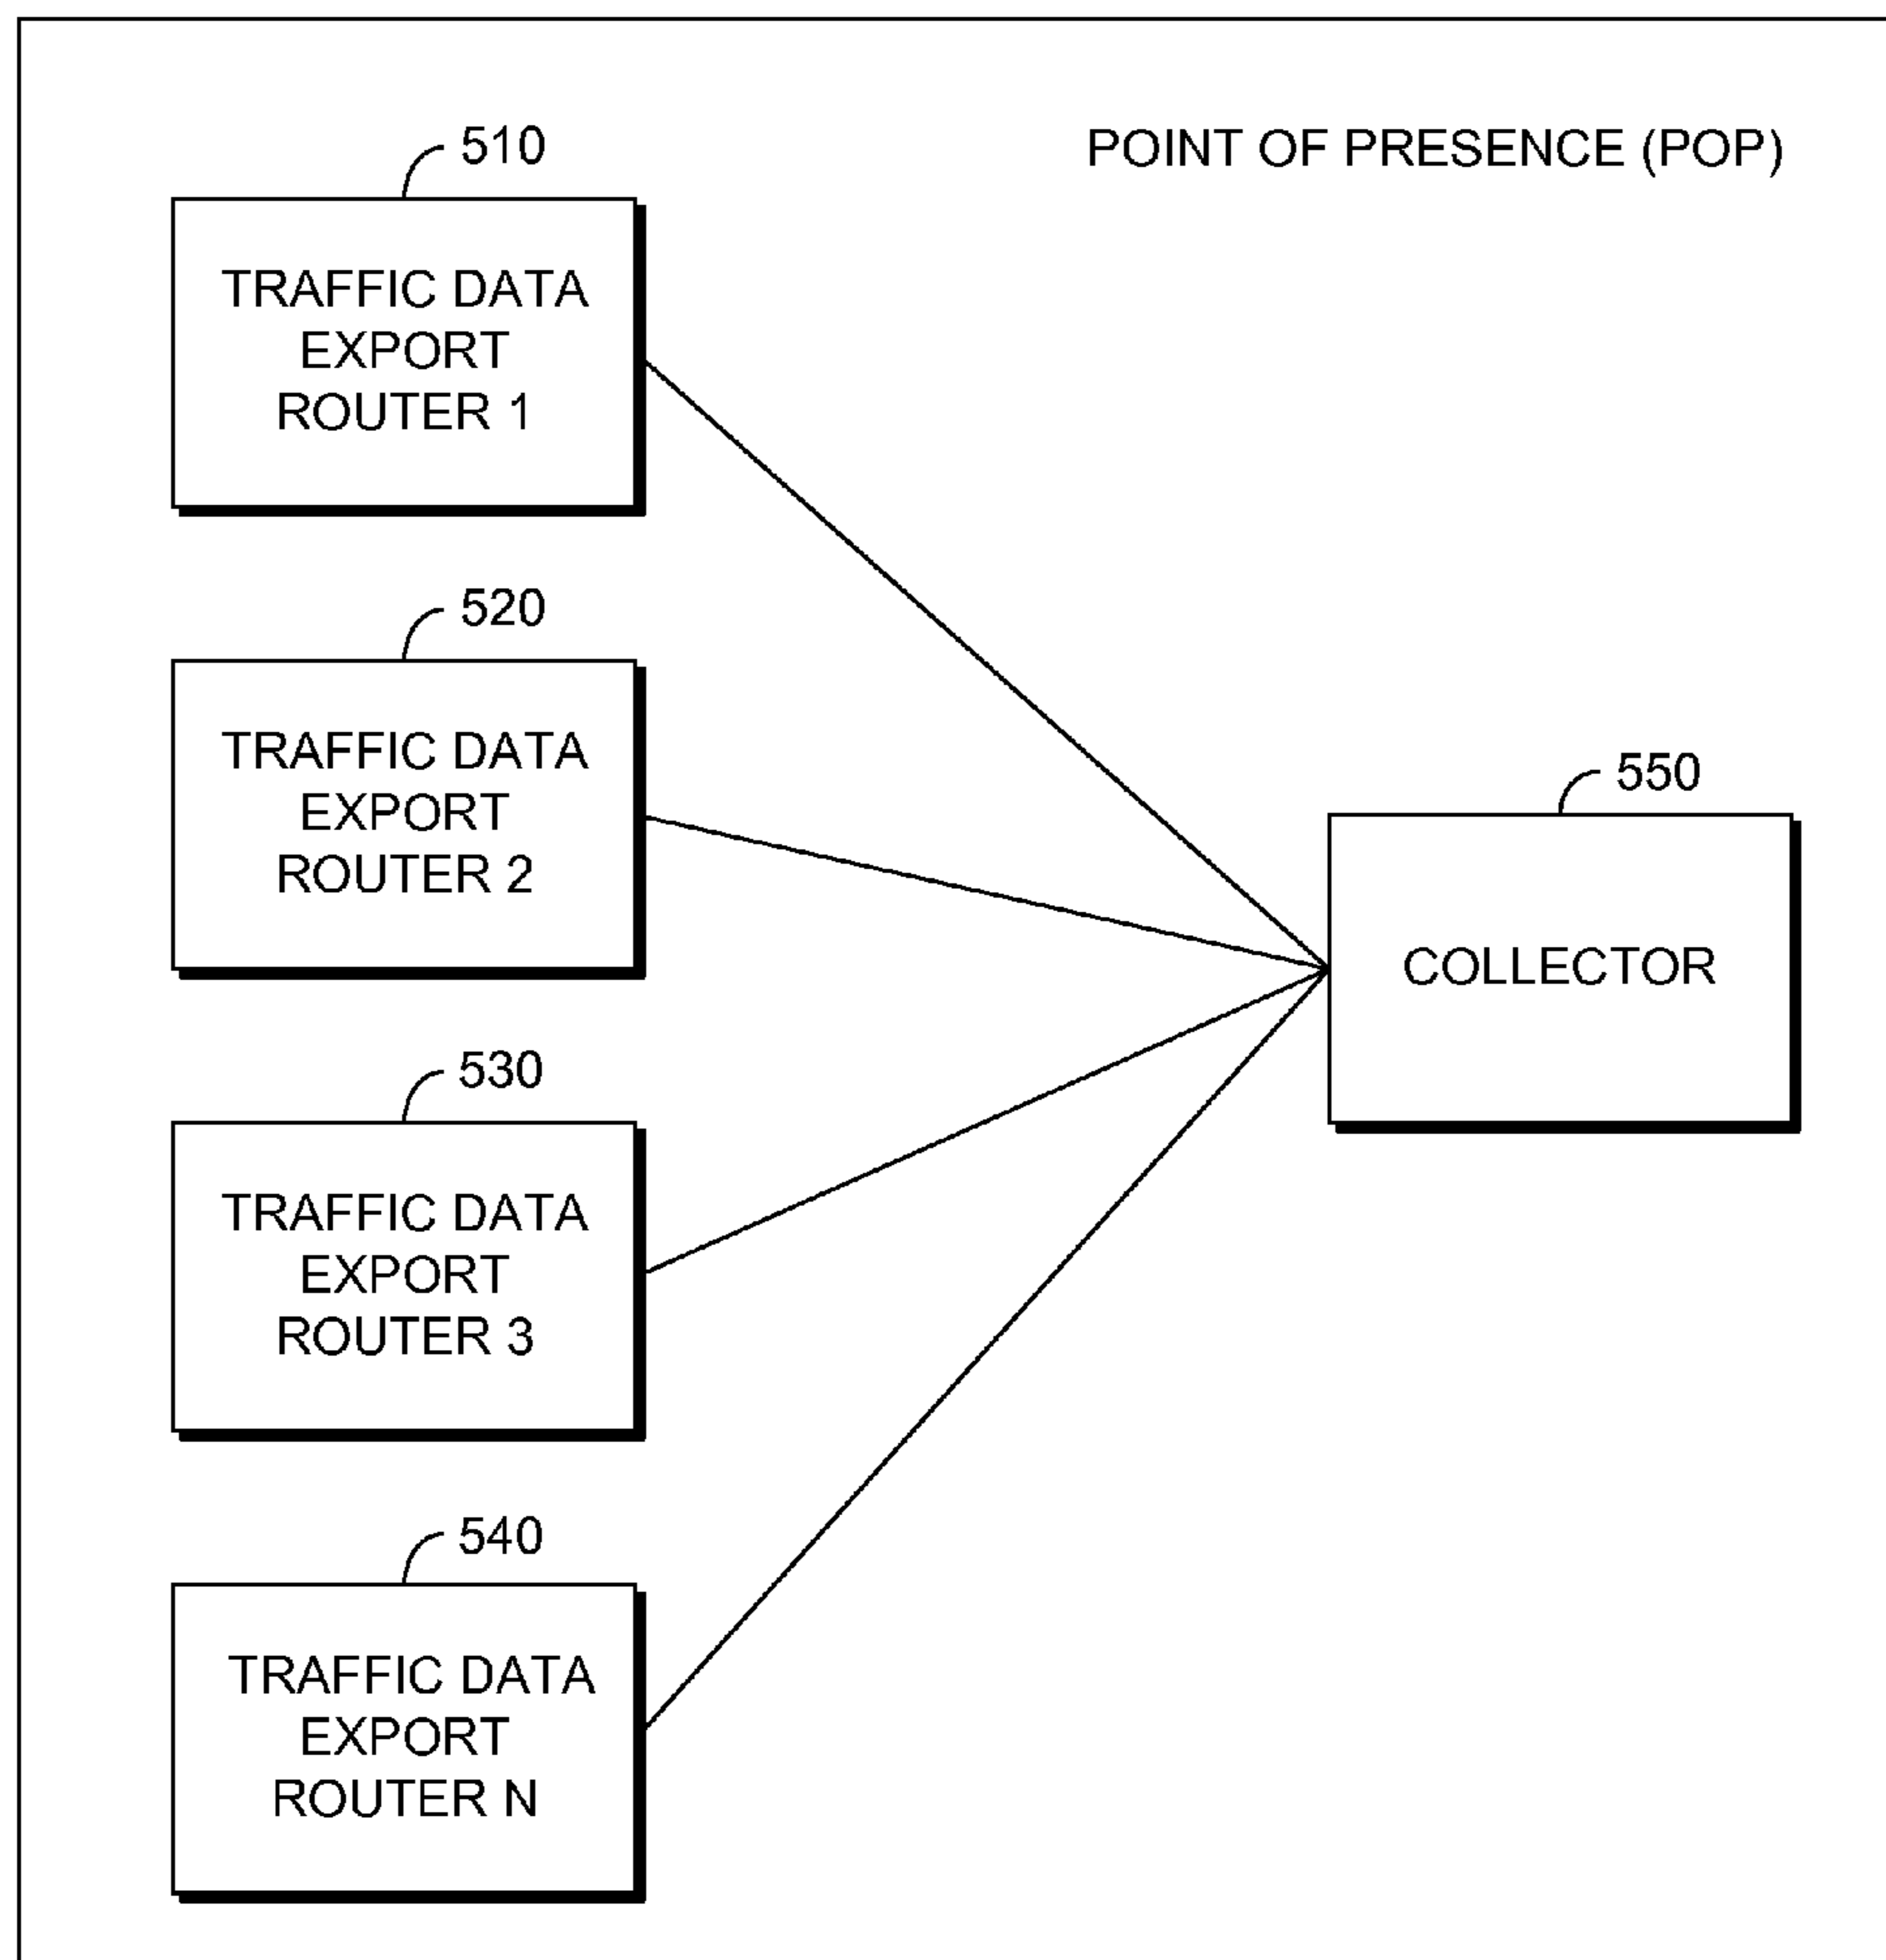 POINT OF PRESENCE (POP)
510
TRAFFIC DATA
EXPORT
ROUTER 1
520
TRAFFIC DATA
EXPORT
ROUTER 2
530
TRAFFIC DATA
EXPORT
ROUTER 3
540
TRAFFIC DATA
EXPORT
ROUTER N
550
COLLECTOR